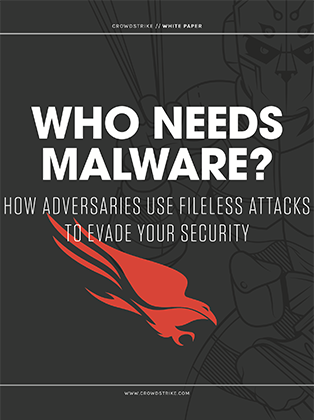 CROWDSTRIKE // WHITE PAPER
WHO NEEDS
MALWARE?
HOW ADVERSARIES USE FILELESS ATTACKS
TO EVADE YOUR SECURITY
WWW.CROWDSTRIKE.COM